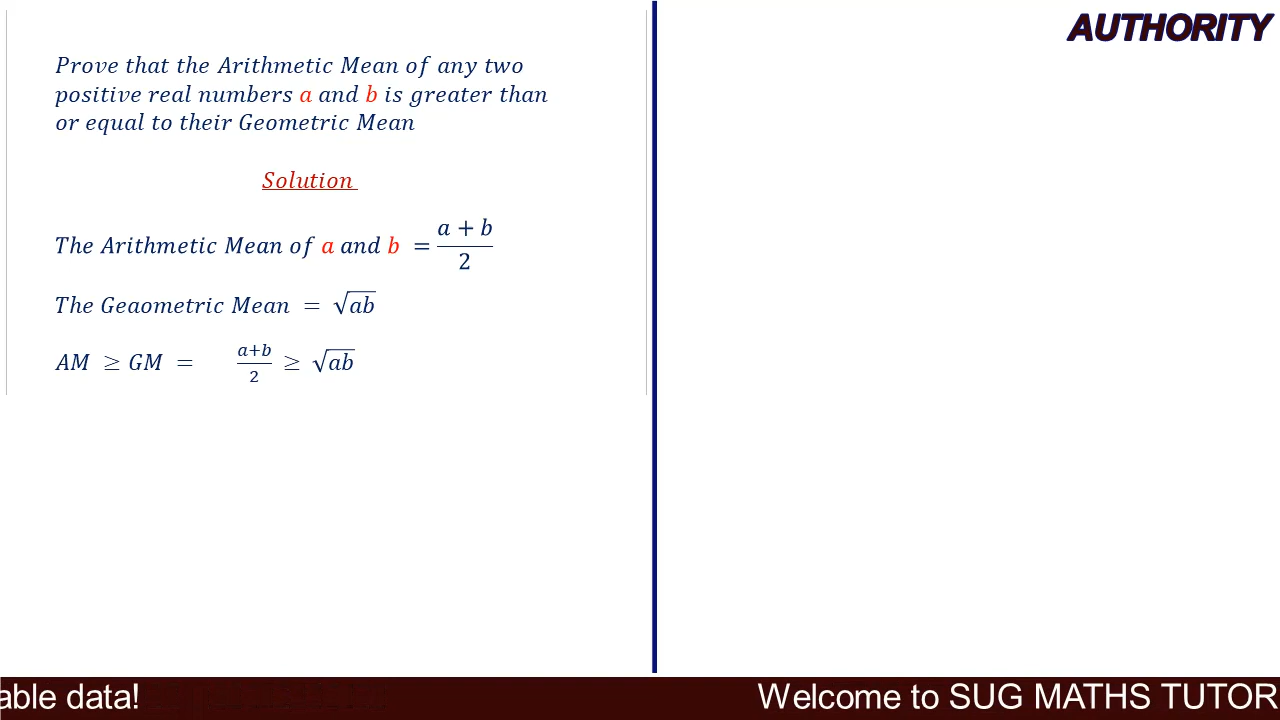 AUTHORITY
Prove that the Arithmetic Mean of any two
positive real numbers a and b is greater than
or equal to their Geometric Mean
Solution
The Arithmetic Mean of a and b = \frac{a + b}{2}
The Geaometric Mean = √ab
AM ≥ GM = \frac{a+b}{2} ≥ √ab
able data! Welcome to SUG MATHS TUTOR